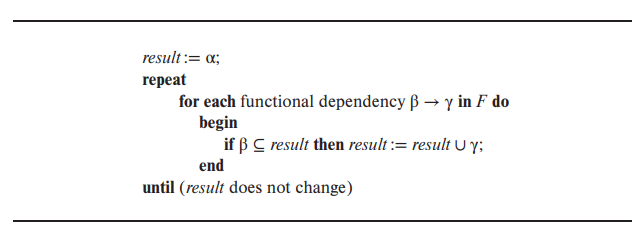 result := α;
repeat
for each functional dependency β → γ in F do
begin
if β ⊆ result then result := result ∪ γ;
end
until (result does not change)